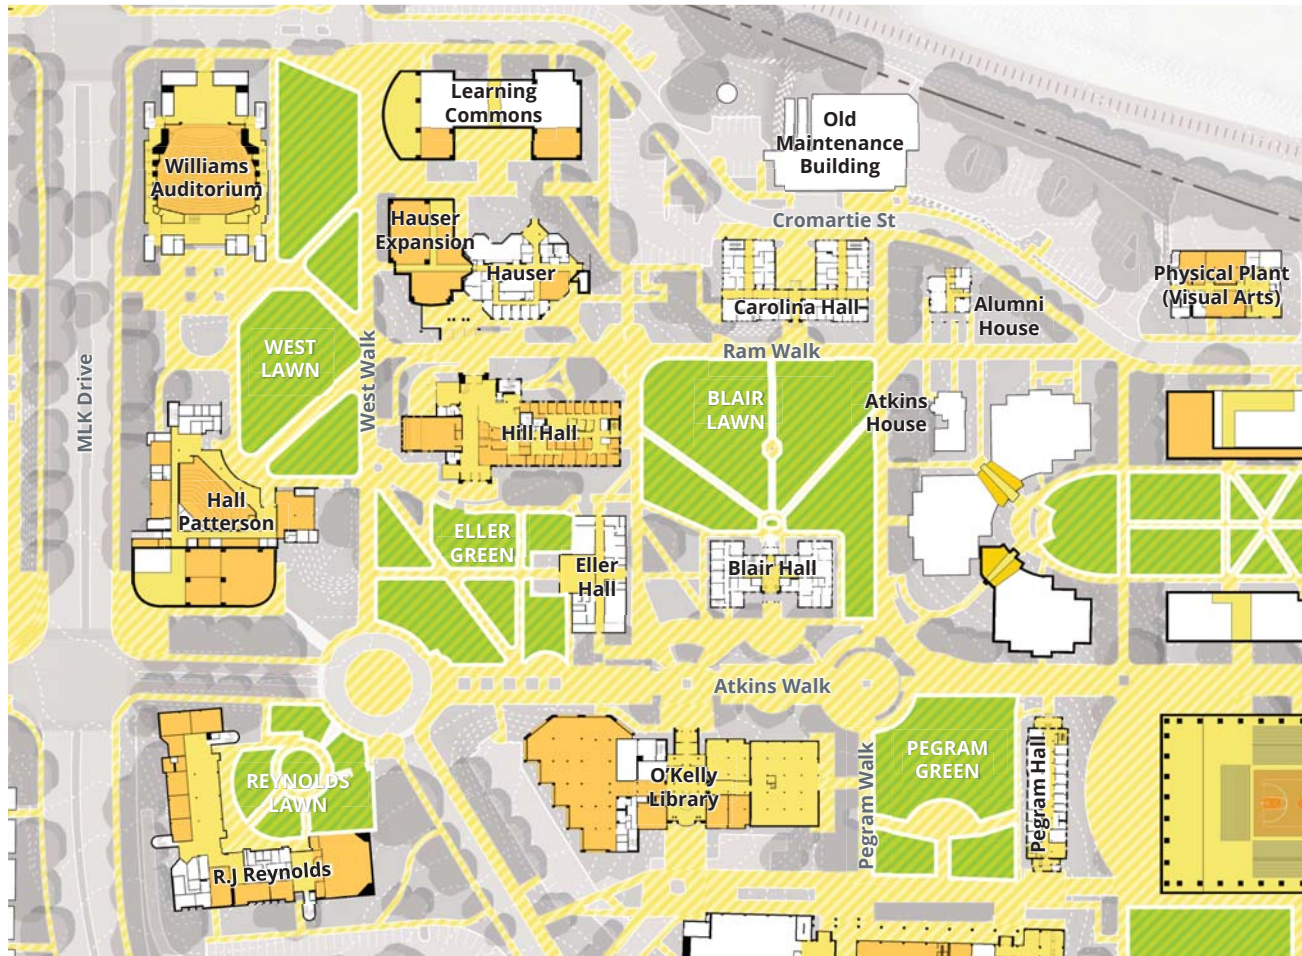 Learning
Commons
Old
Maintenance
Building
Williams
Auditorium
Hauser
Expansion
Cromartie St
Hauser
Physical Plant
(Visual Arts)
Carolina Hall
Alumni
House
WEST
LAWN
West Walk
Ram Walk
MLK Drive
BLAIR
LAWN
Atkins
House
Hill Hall
Hall
Patterson
ELLER
GREEN
Eller
Hall
Blair Hall
Atkins Walk
REYNOLDS
LAWN
O'Kelly
Library
Pegram Walk
PEGRAM
GREEN
Pegram Hall
R.J Reynolds